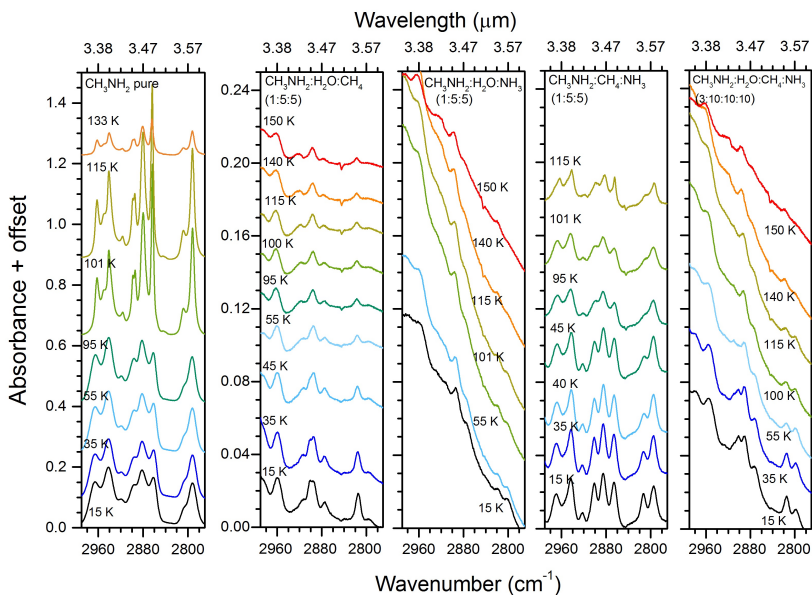 Wavelength (μm)
3.38 3.47 3.57 3.38 3.47 3.57 3.38 3.47 3.57 3.38 3.47 3.57 3.38 3.47 3.57
Absorbance + offset
CH₃NH₂ pure
1.4
1.2
1.0
0.8
0.6
0.4
0.2
0.0
133 K
115 K
101 K
95 K
55 K
35 K
15 K
2960 2880 2800
CH₃NH₂:H₂O:CH₄
(1:5:5)
0.24
0.20
0.16
0.12
0.08
0.04
0.00
150 K
140 K
115 K
100 K
95 K
55 K
45 K
35 K
15 K
2960 2880 2800
CH₃NH₂:H₂O:NH₃
(1:5:5)
150 K
140 K
115 K
101 K
55 K
15 K
2960 2880 2800
CH₃NH₂:CH₄:NH₃
(1:5:5)
115 K
101 K
95 K
45 K
40 K
35 K
15 K
2960 2880 2800
CH₃NH₂:H₂O:CH₄:NH₃
(3:10:10:10)
150 K
140 K
115 K
100 K
55 K
35 K
15 K
2960 2880 2800
Wavenumber (cm⁻¹)